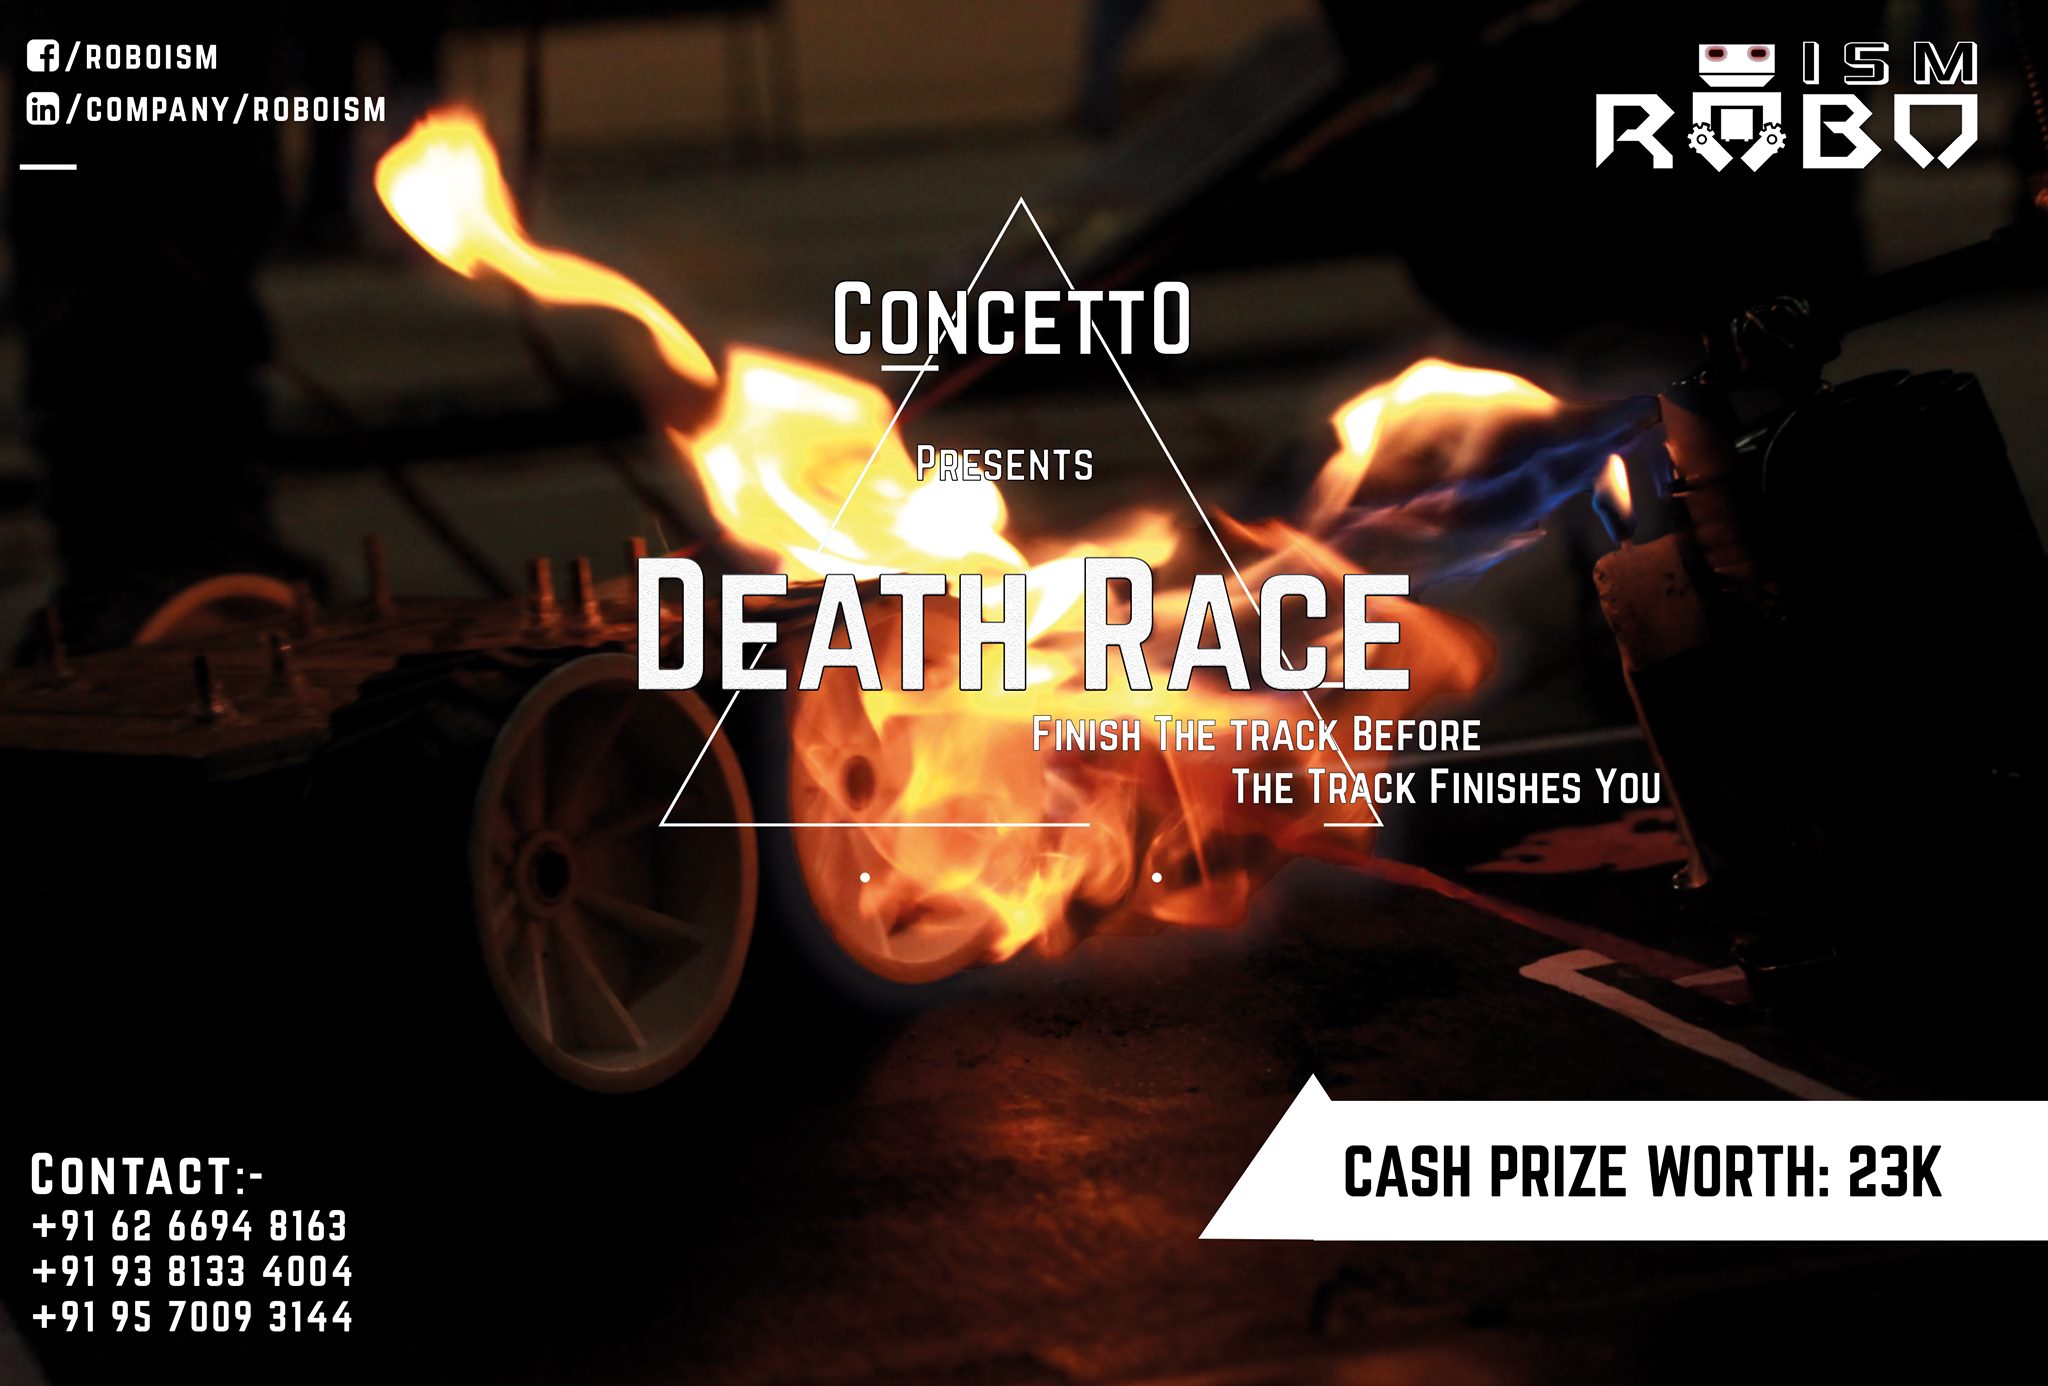 /ROBOISM
/COMPANY/ROBOISM
ISM
ROBO
CONCETTO
PRESENTS
DEATH RACE
FINISH THE TRACK BEFORE
THE TRACK FINISHES YOU
CASH PRIZE WORTH: 23K
CONTACT:-
+91 62 6694 8163
+91 93 8133 4004
+91 95 7009 3144